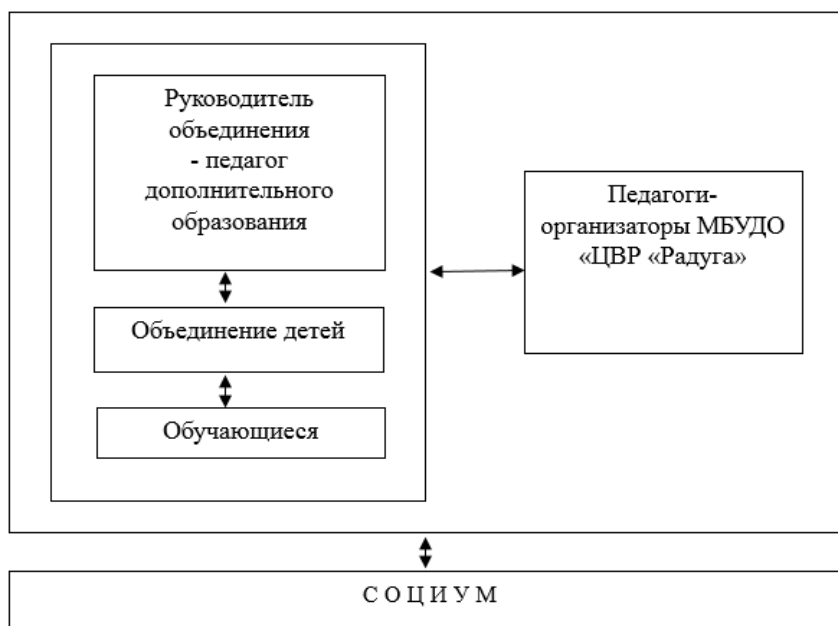 Руководитель
объединения
- педагог
дополнительного
образования
Объединение детей
Обучающиеся
Педагоги-
организаторы МБУДО
«ЦВР «Радуга»
С О Ц И У М